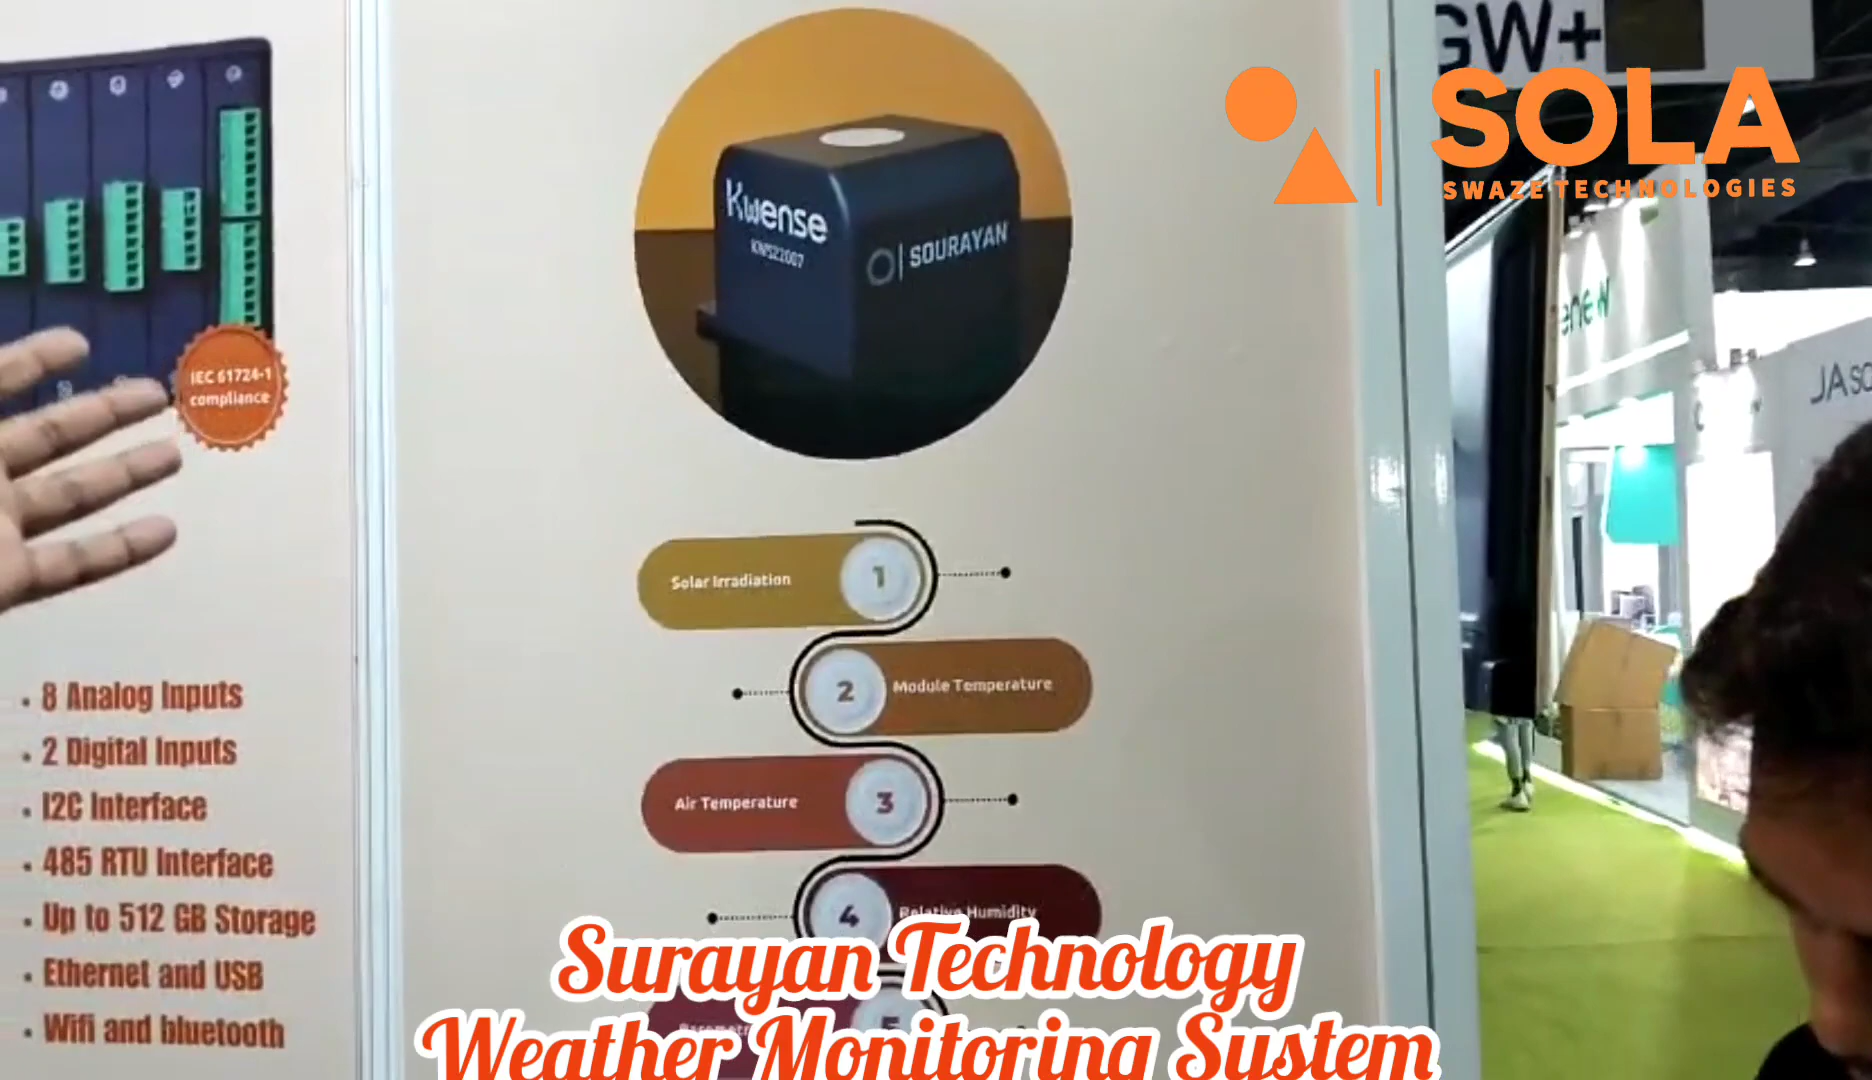 GW+
SOLA
SWAZE TECHNOLOGIES
Kwense
KWS22007
SOURAYAN
enew
IEC 61724-1
compliance
1
Solar Irradiation
2
Module Temperature
3
Air Temperature
4
Relative Humidity
5
• 8 Analog Inputs
• 2 Digital Inputs
• I2C Interface
• 485 RTU Interface
• Up to 512 GB Storage
• Ethernet and USB
• Wifi and bluetooth
Surayan Technology
Weather Monitoring System